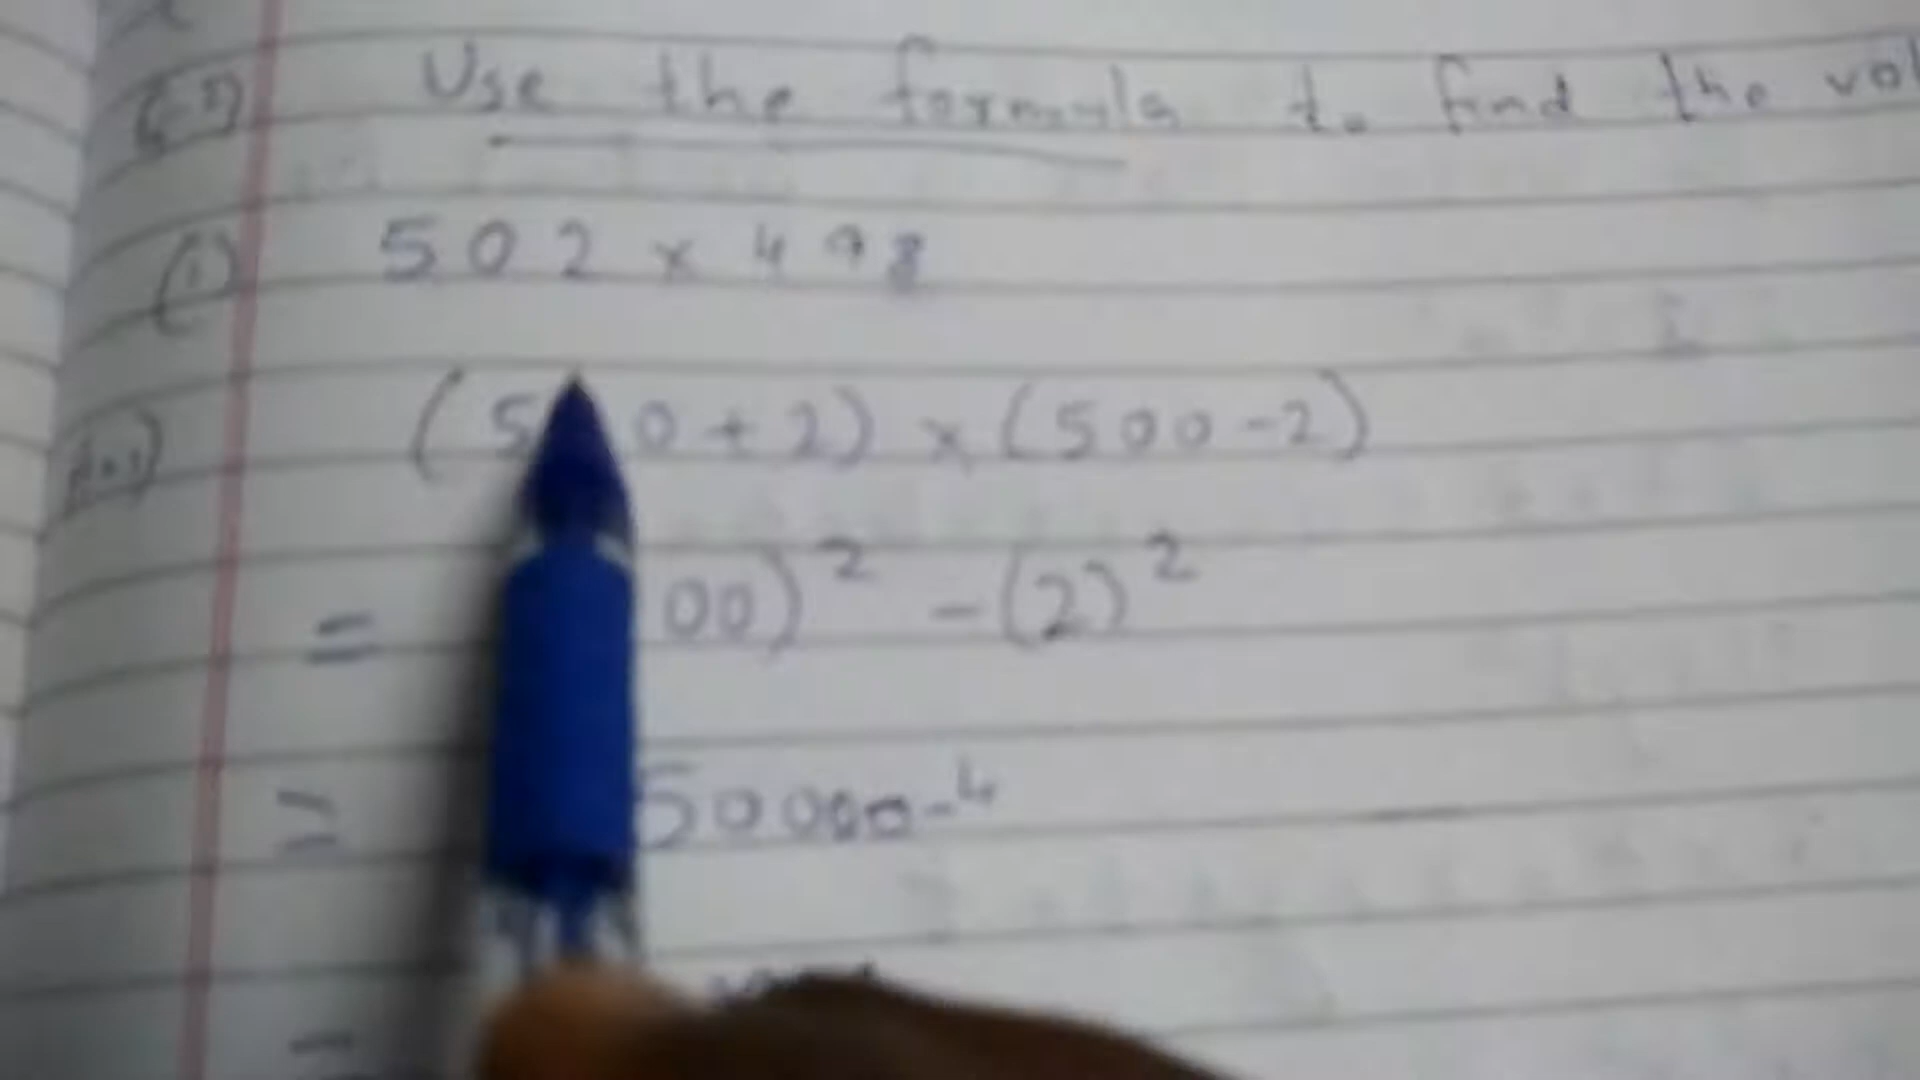 Use the formula to find the val
(i) 502 x 498
(5 0 + 2) x (500 - 2)
= 00)² - (2)²
= 50000 - 4
=